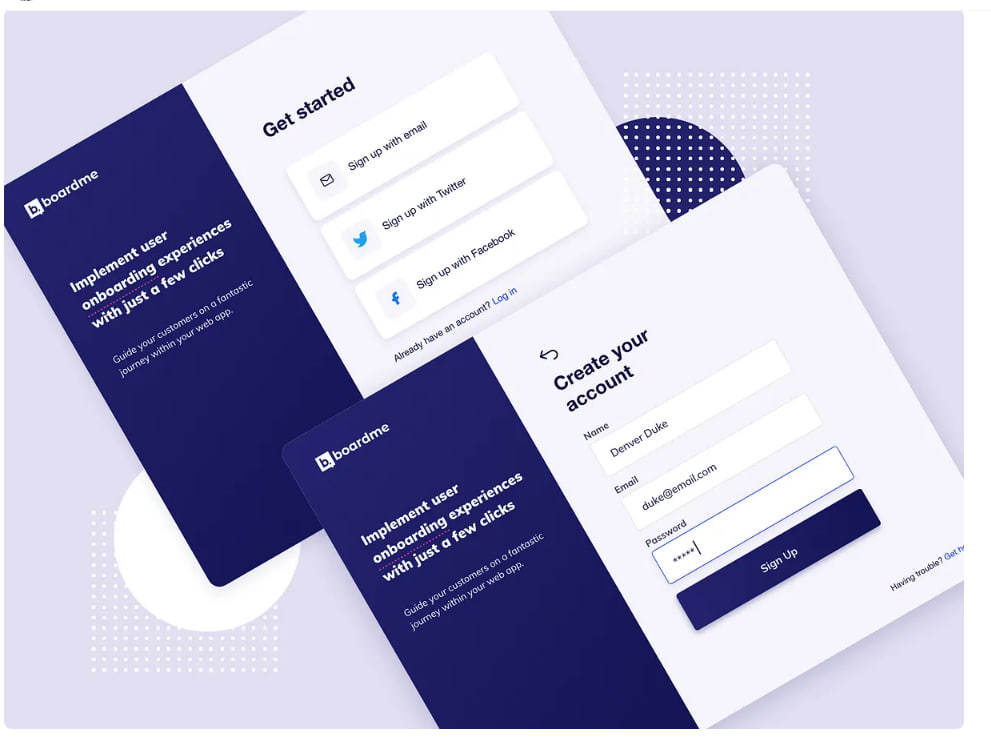 b.
boardme
Implement user
onboarding experiences
with just a few clicks
Guide your customers on a fantastic
journey within your web app.
Get started
Sign up with email
Sign up with Twitter
Sign up with Facebook
Already have an account? Log in
b.
boardme
Implement user
onboarding experiences
with just a few clicks
Guide your customers on a fantastic
journey within your web app.
Create your
account
Name
Denver Duke
Email
duke@email.com
Password
*****
Sign Up
Having trouble? Get